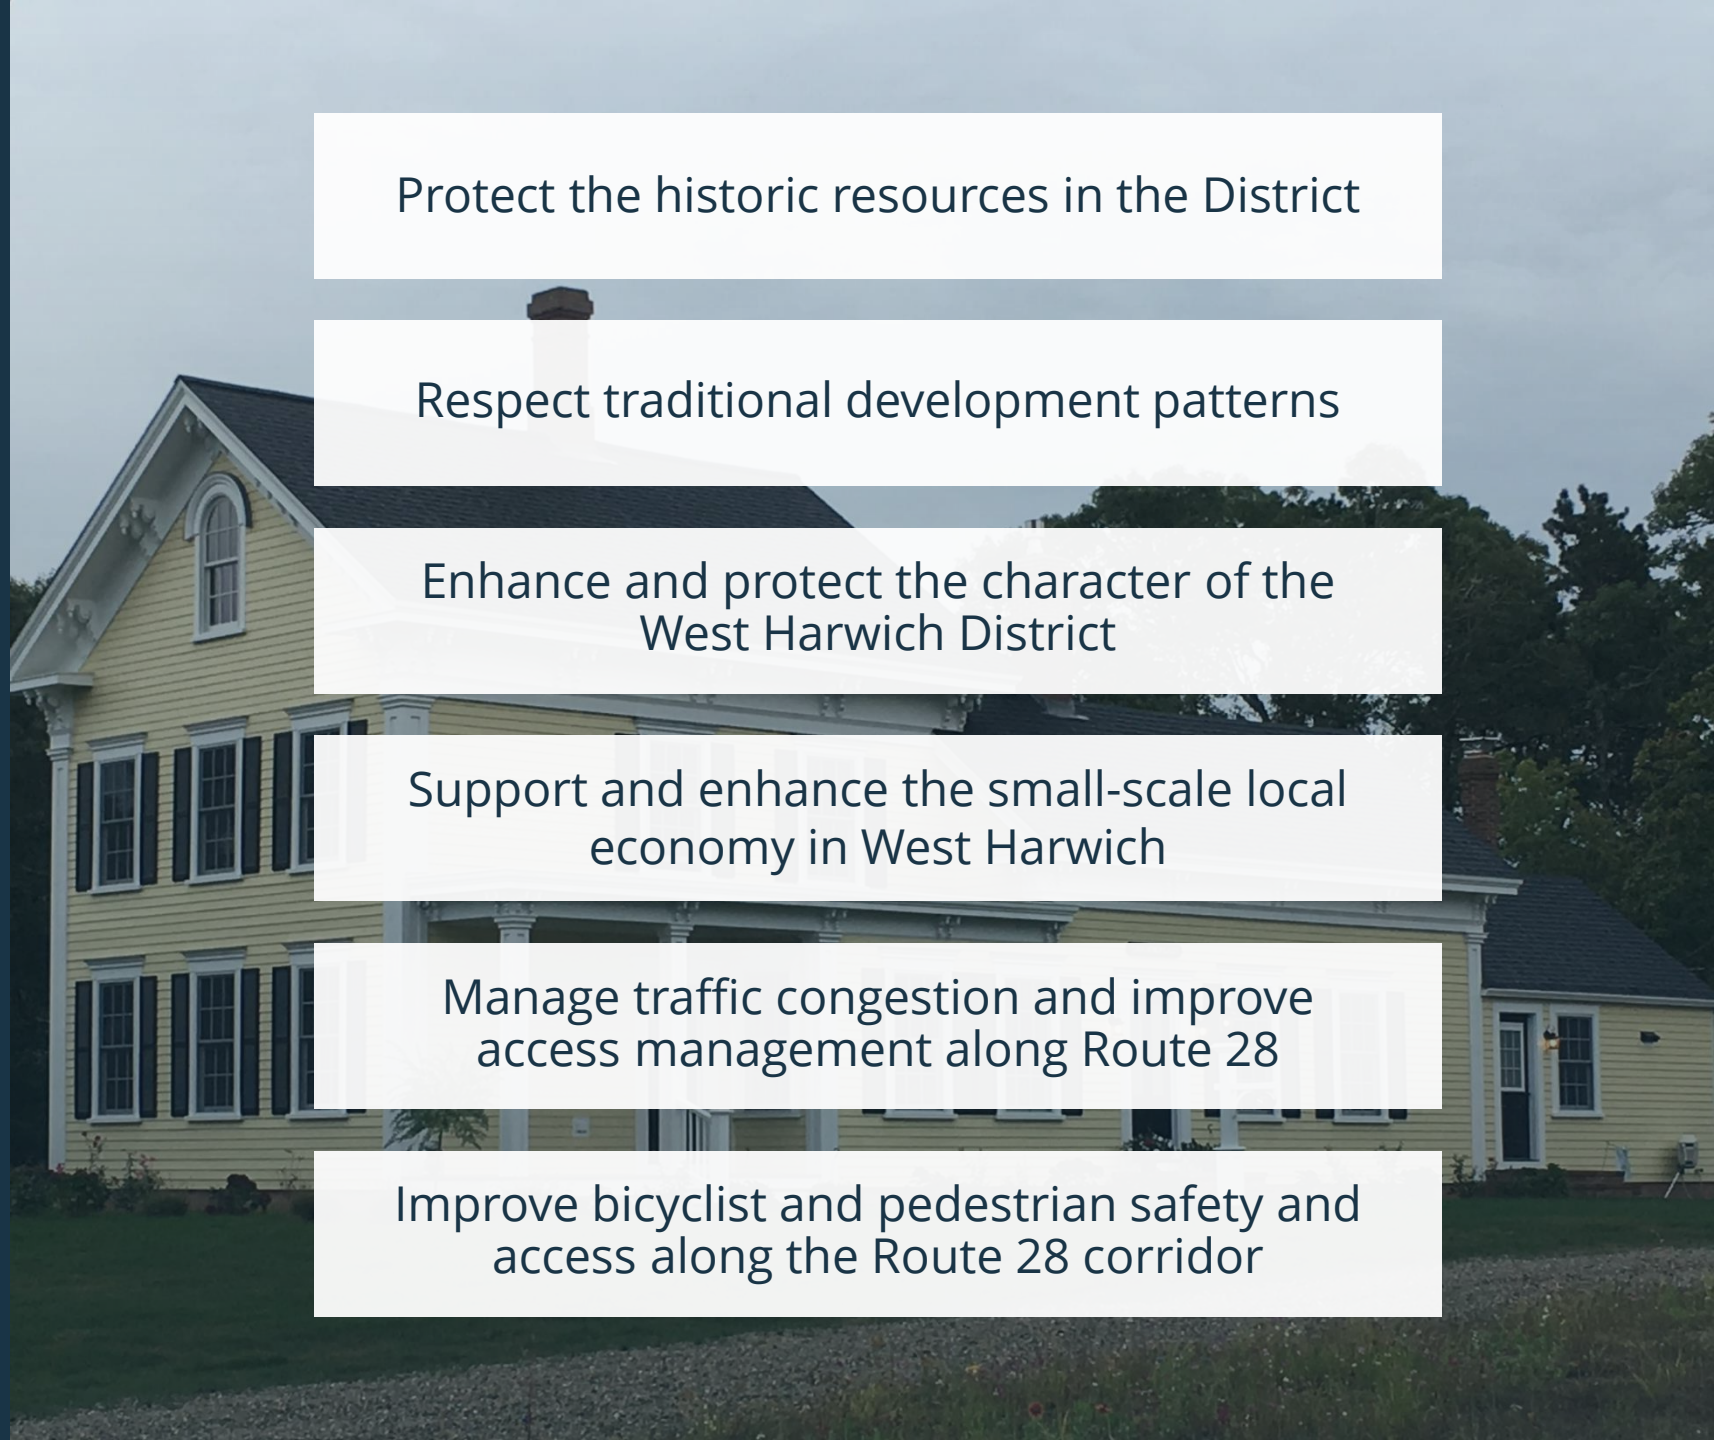 Protect the historic resources in the District
Respect traditional development patterns
Enhance and protect the character of the
West Harwich District
Support and enhance the small-scale local
economy in West Harwich
Manage traffic congestion and improve
access management along Route 28
Improve bicyclist and pedestrian safety and
access along the Route 28 corridor